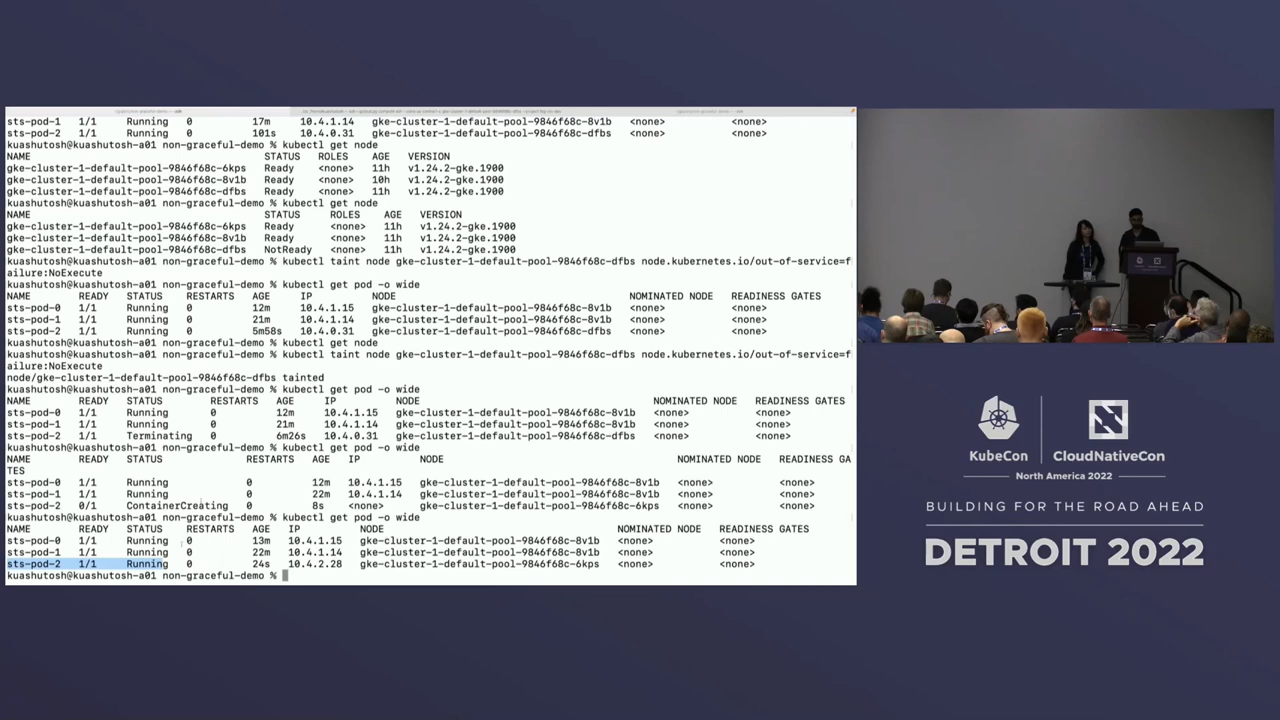 sts-pod-1 1/1 Running 0 17m 10.4.1.14 gke-cluster-1-default-pool-9846f68c-8v1b <none> <none>
sts-pod-2 1/1 Running 0 101s 10.4.0.31 gke-cluster-1-default-pool-9846f68c-dfbs <none> <none>
kuashutosh@kuashutosh-a01 non-graceful-demo % kubectl get node
NAME STATUS ROLES AGE VERSION
gke-cluster-1-default-pool-9846f68c-6kps Ready <none> 11h v1.24.2-gke.1900
gke-cluster-1-default-pool-9846f68c-8v1b Ready <none> 10h v1.24.2-gke.1900
gke-cluster-1-default-pool-9846f68c-dfbs Ready <none> 11h v1.24.2-gke.1900
kuashutosh@kuashutosh-a01 non-graceful-demo % kubectl get node
NAME STATUS ROLES AGE VERSION
gke-cluster-1-default-pool-9846f68c-6kps Ready <none> 11h v1.24.2-gke.1900
gke-cluster-1-default-pool-9846f68c-8v1b Ready <none> 11h v1.24.2-gke.1900
gke-cluster-1-default-pool-9846f68c-dfbs NotReady <none> 11h v1.24.2-gke.1900
kuashutosh@kuashutosh-a01 non-graceful-demo % kubectl taint node gke-cluster-1-default-pool-9846f68c-dfbs node.kubernetes.io/out-of-service=f
ailure:NoExecute
kuashutosh@kuashutosh-a01 non-graceful-demo % kubectl get pod -o wide
NAME READY STATUS RESTARTS AGE IP NODE NOMINATED NODE READINESS GATES
sts-pod-0 1/1 Running 0 12m 10.4.1.15 gke-cluster-1-default-pool-9846f68c-8v1b <none> <none>
sts-pod-1 1/1 Running 0 21m 10.4.1.14 gke-cluster-1-default-pool-9846f68c-8v1b <none> <none>
sts-pod-2 1/1 Running 0 5m58s 10.4.0.31 gke-cluster-1-default-pool-9846f68c-dfbs <none> <none>
kuashutosh@kuashutosh-a01 non-graceful-demo % kubectl get node
kuashutosh@kuashutosh-a01 non-graceful-demo % kubectl taint node gke-cluster-1-default-pool-9846f68c-dfbs node.kubernetes.io/out-of-service=f
ailure:NoExecute
node/gke-cluster-1-default-pool-9846f68c-dfbs tainted
kuashutosh@kuashutosh-a01 non-graceful-demo % kubectl get pod -o wide
NAME READY STATUS RESTARTS AGE IP NODE NOMINATED NODE READINESS GATES
sts-pod-0 1/1 Running 0 12m 10.4.1.15 gke-cluster-1-default-pool-9846f68c-8v1b <none> <none>
sts-pod-1 1/1 Running 0 21m 10.4.1.14 gke-cluster-1-default-pool-9846f68c-8v1b <none> <none>
sts-pod-2 1/1 Terminating 0 6m26s 10.4.0.31 gke-cluster-1-default-pool-9846f68c-dfbs <none> <none>
kuashutosh@kuashutosh-a01 non-graceful-demo % kubectl get pod -o wide
NAME READY STATUS RESTARTS AGE IP NODE NOMINATED NODE READINESS GA
TES
sts-pod-0 1/1 Running 0 12m 10.4.1.15 gke-cluster-1-default-pool-9846f68c-8v1b <none> <none>
sts-pod-1 1/1 Running 0 22m 10.4.1.14 gke-cluster-1-default-pool-9846f68c-8v1b <none> <none>
sts-pod-2 0/1 ContainerCreating 0 8s <none> gke-cluster-1-default-pool-9846f68c-6kps <none> <none>
kuashutosh@kuashutosh-a01 non-graceful-demo % kubectl get pod -o wide
NAME READY STATUS RESTARTS AGE IP NODE NOMINATED NODE READINESS GATES
sts-pod-0 1/1 Running 0 13m 10.4.1.15 gke-cluster-1-default-pool-9846f68c-8v1b <none> <none>
sts-pod-1 1/1 Running 0 22m 10.4.1.14 gke-cluster-1-default-pool-9846f68c-8v1b <none> <none>
sts-pod-2 1/1 Running 0 24s 10.4.2.28 gke-cluster-1-default-pool-9846f68c-6kps <none> <none>
kuashutosh@kuashutosh-a01 non-graceful-demo %
KubeCon CloudNativeCon
North America 2022
BUILDING FOR THE ROAD AHEAD
DETROIT 2022